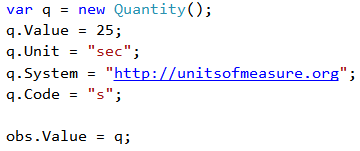 var q = new Quantity();
q.Value = 25;
q.Unit = "sec";
q.System = "http://unitsofmeasure.org";
q.Code = "s";
obs.Value = q;